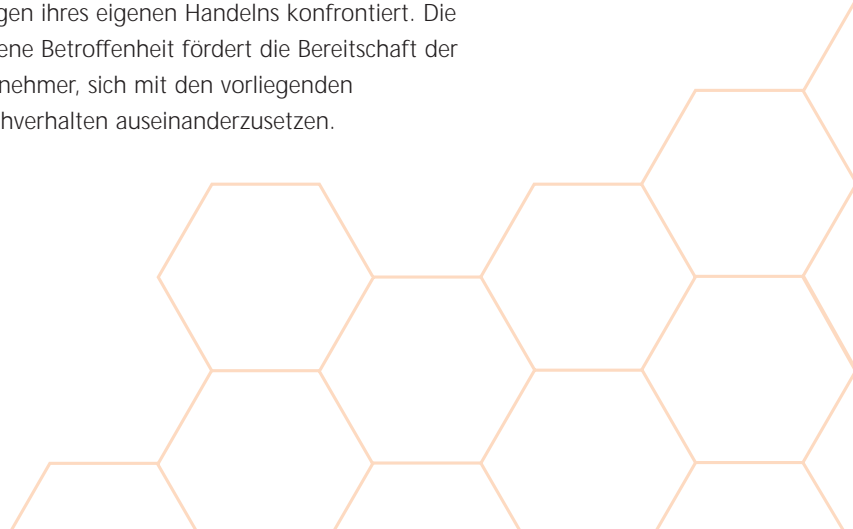 gen ihres eigenen Handelns konfrontiert. Die
ene Betroffenheit fördert die Bereitschaft der
nehmer, sich mit den vorliegenden
hverhalten auseinanderzusetzen.